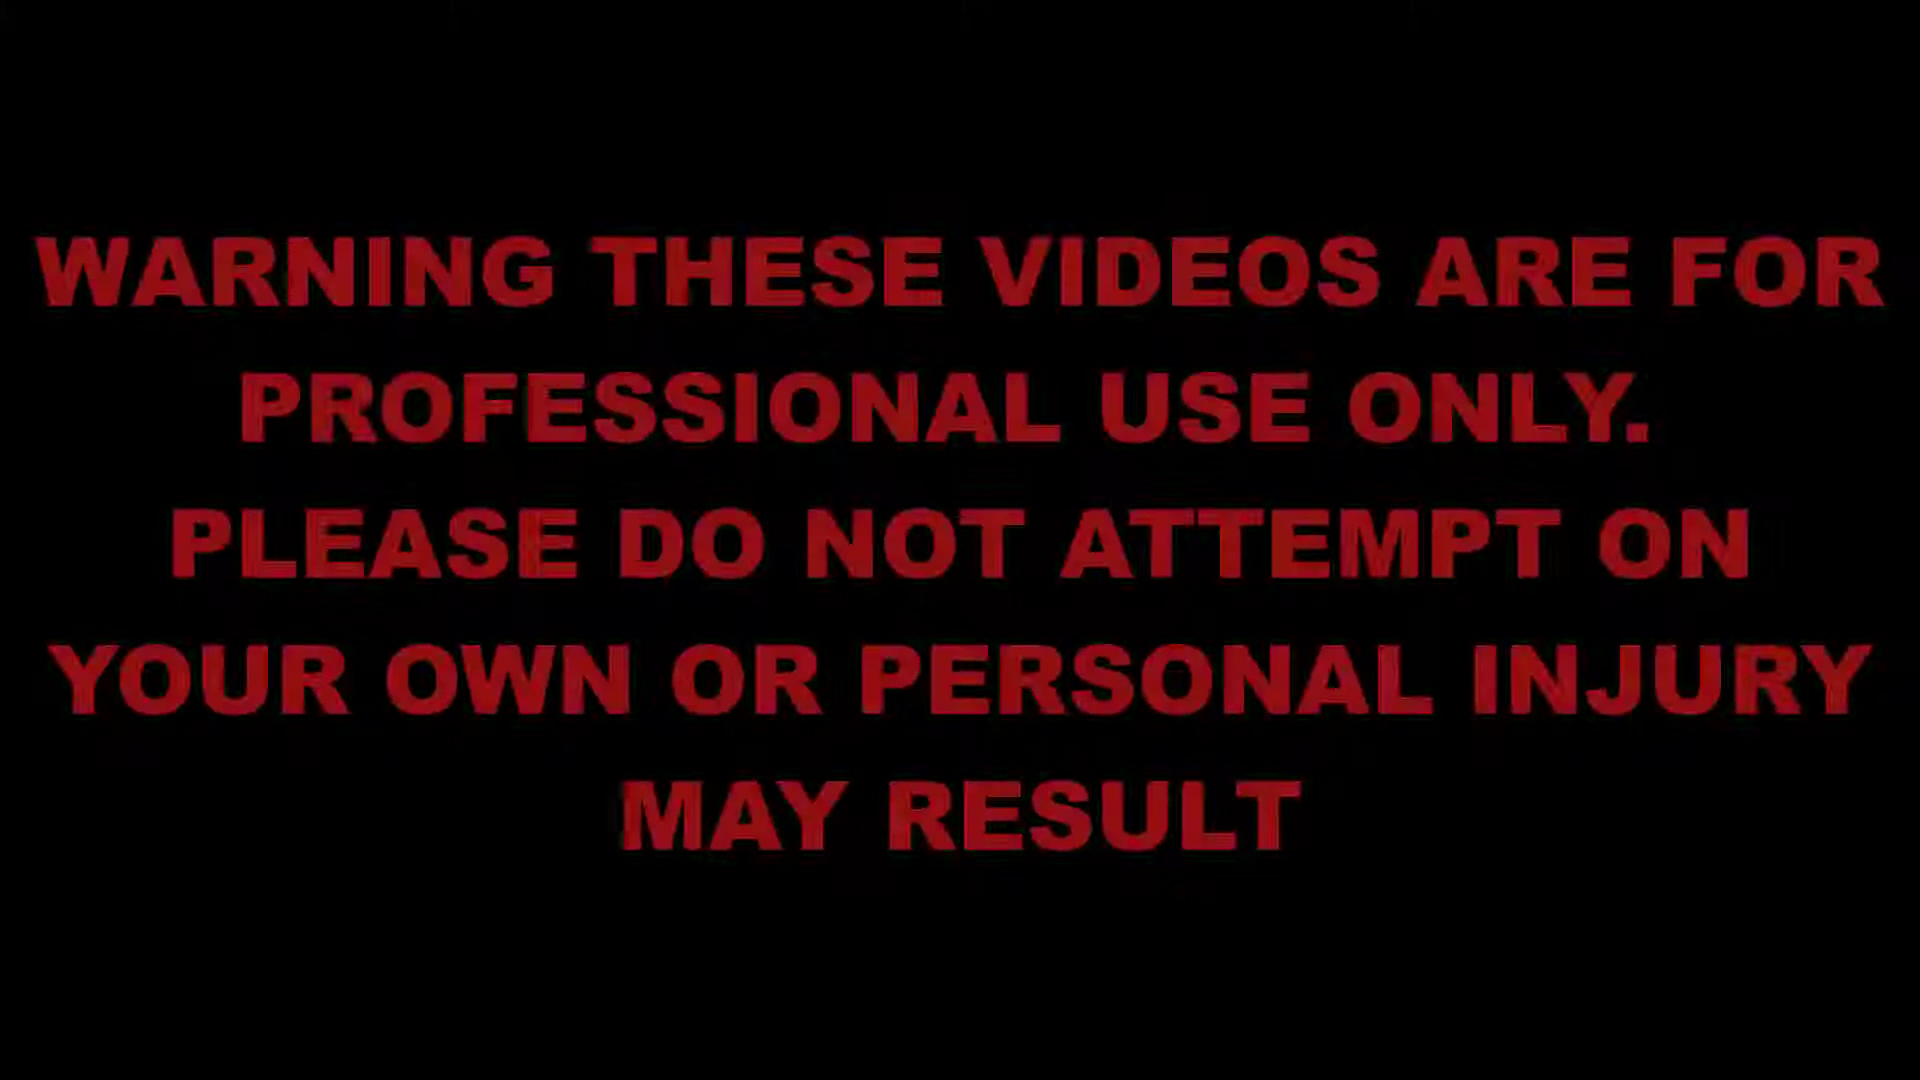 WARNING THESE VIDEOS ARE FOR
PROFESSIONAL USE ONLY.
PLEASE DO NOT ATTEMPT ON
YOUR OWN OR PERSONAL INJURY
MAY RESULT